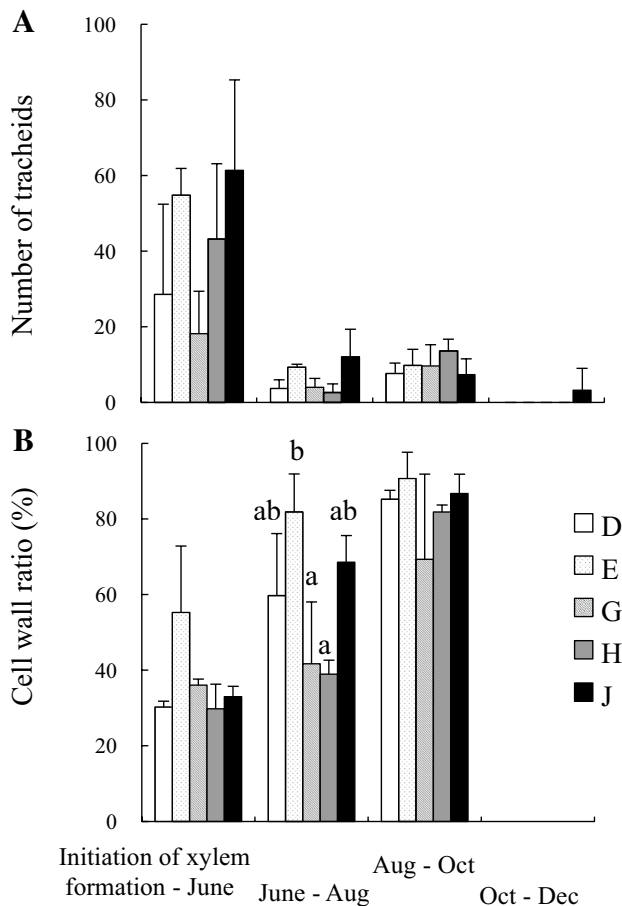 A
100
80
60
40
20
0
Number of tracheids
B
100
80
60
40
20
0
Cell wall ratio (%)
ab
b
a
a
ab
D
E
G
H
J
Initiation of xylem
formation - June
June - Aug
Aug - Oct
Oct - Dec